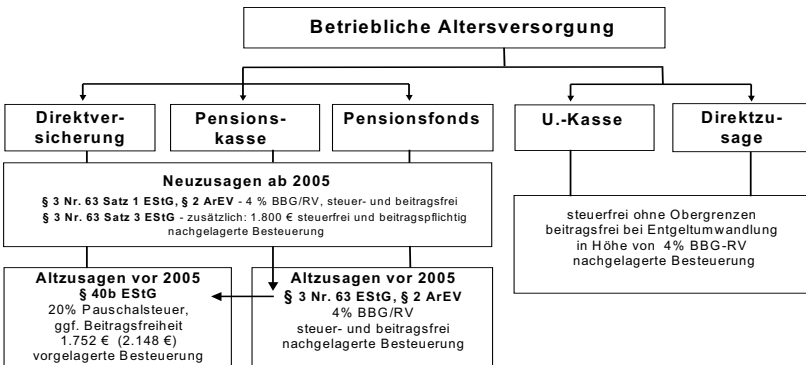 Betriebliche Altersversorgung
Direktver-
sicherung
Pensions-
kasse
Pensionsfonds
U.-Kasse
Direktzu-
sage
Neuzusagen ab 2005
§ 3 Nr. 63 Satz 1 EStG, § 2 ArEV - 4 % BBG/RV, steuer- und beitragsfrei
§ 3 Nr. 63 Satz 3 EStG - zusätzlich: 1.800 € steuerfrei und beitragspflichtig
nachgelagerte Besteuerung
steuerfrei ohne Obergrenzen
beitragsfrei bei Entgeltumwandlung
in Höhe von 4% BBG-RV
nachgelagerte Besteuerung
Altzusagen vor 2005
§ 40b EStG
20% Pauschalsteuer,
ggf. Beitragsfreiheit
1.752 € (2.148 €)
vorgelagerte Besteuerung
Altzusagen vor 2005
§ 3 Nr. 63 EStG, § 2 ArEV
4% BBG/RV
steuer- und beitragsfrei
nachgelagerte Besteuerung